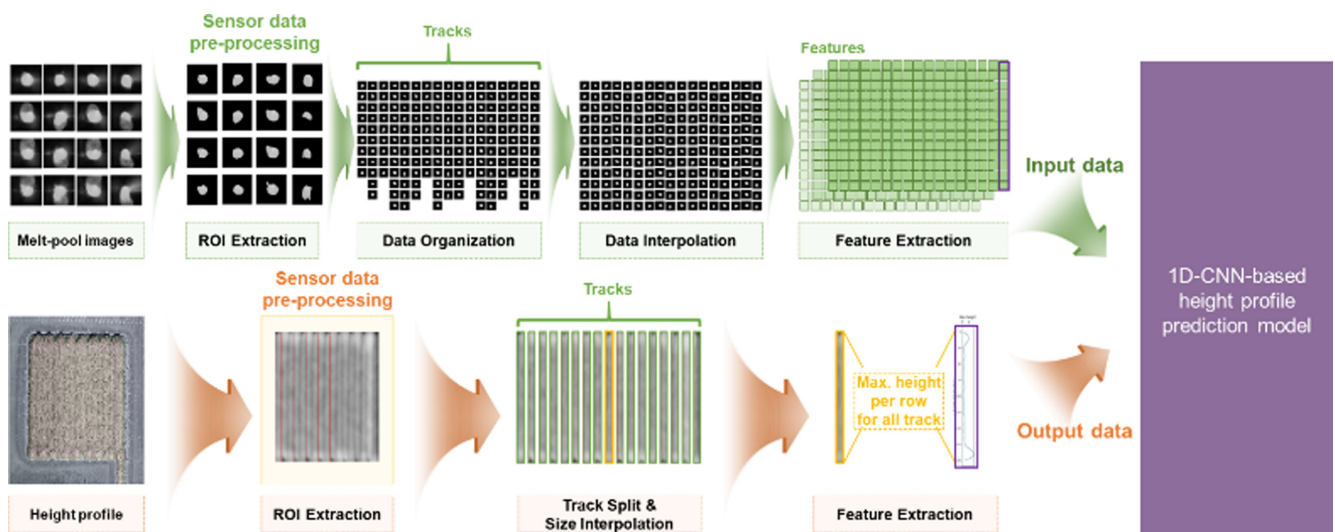 Sensor data
pre-processing
Tracks
Features
Melt-pool images
ROI Extraction
Data Organization
Data Interpolation
Feature Extraction
Input data
Sensor data
pre-processing
Tracks
Max. height
per row
for all track
Height profile
ROI Extraction
Track Split &
Size Interpolation
Feature Extraction
Output data
1D-CNN-based
height profile
prediction model